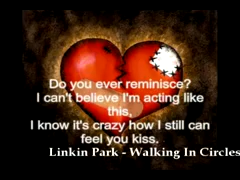 Do you ever reminisce?
I can't believe I'm acting like
this,
I know it's crazy how I still can
feel you kiss.
Linkin Park - Walking In Circles